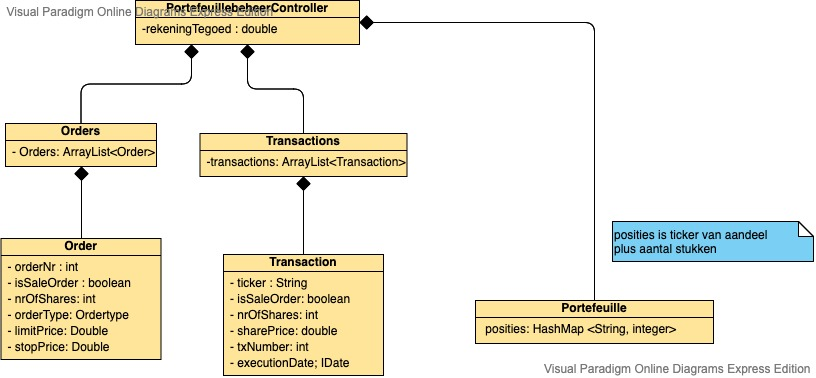 Visual Paradigm Online Diagrams Express Edition
PortefeuillebeheerController
-rekeningTegoed : double
Orders
- Orders: ArrayList<Order>
Transactions
-transactions: ArrayList<Transaction>
posities is ticker van aandeel
plus aantal stukken
Order
- orderNr : int
- isSaleOrder : boolean
- nrOfShares: int
- orderType: Ordertype
- limitPrice: Double
- stopPrice: Double
Transaction
- ticker : String
- isSaleOrder: boolean
- nrOfShares: int
- sharePrice: double
- txNumber: int
- executionDate; IDate
Portefeuille
posities: HashMap <String, integer>
Visual Paradigm Online Diagrams Express Edition